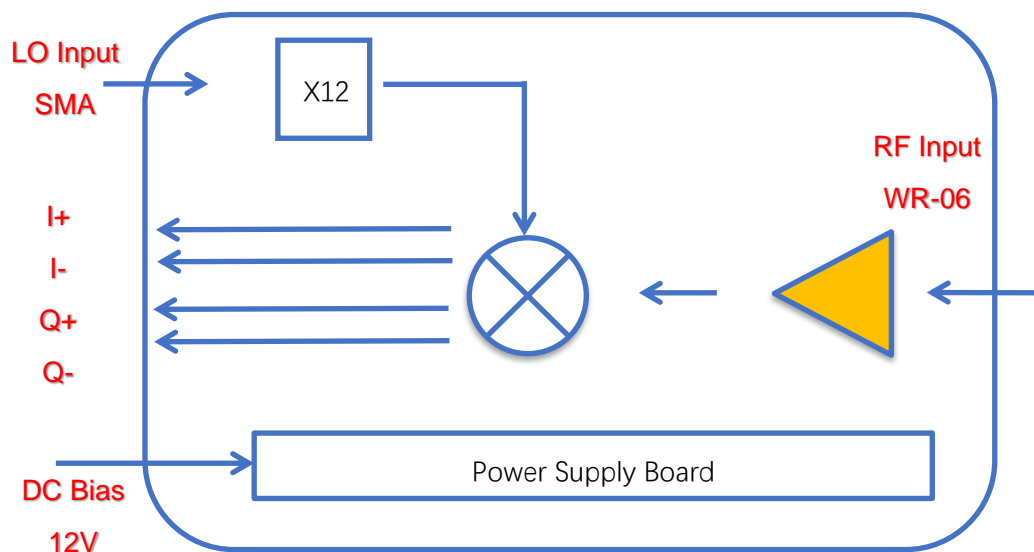 LO Input
SMA
X12
RF Input
WR-06
I+
I-
Q+
Q-
Power Supply Board
DC Bias
12V